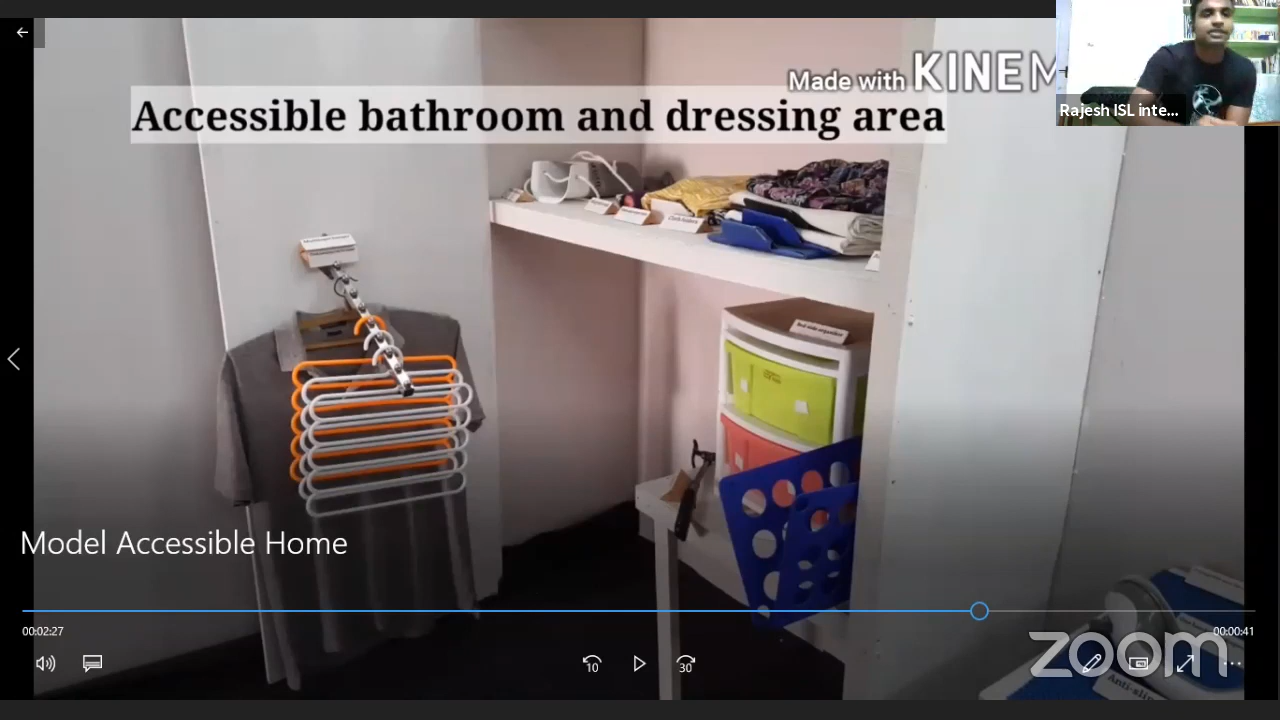 Made with KINEM
Accessible bathroom and dressing area
Rajesh ISL inte...
Model Accessible Home
00:02:27
00:00:41
10
30
zoom
Anti-slip